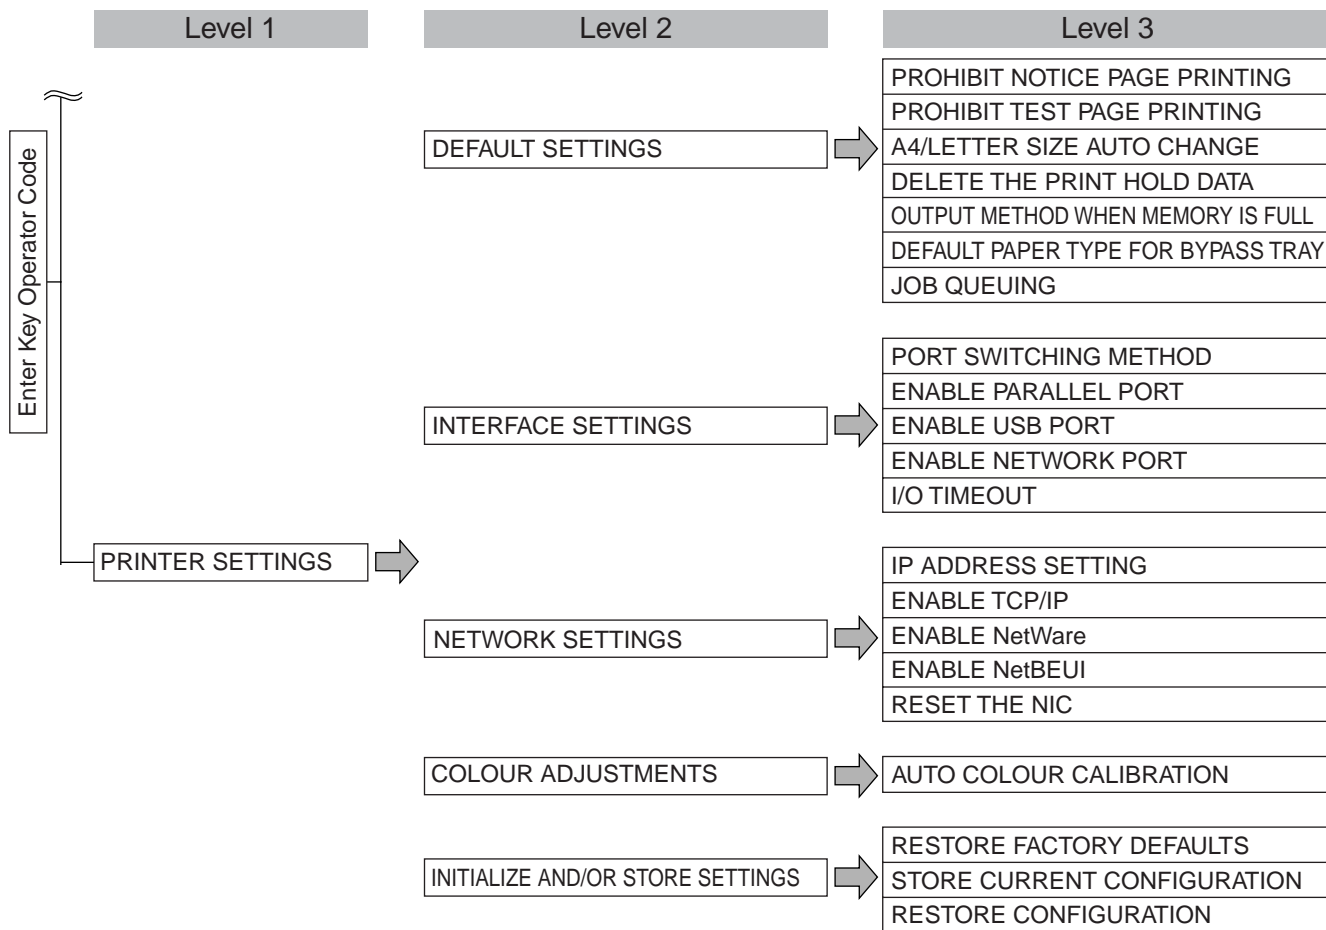 Level 1
Level 2
Level 3
Enter Key Operator Code
PRINTER SETTINGS
DEFAULT SETTINGS
PROHIBIT NOTICE PAGE PRINTING
PROHIBIT TEST PAGE PRINTING
A4/LETTER SIZE AUTO CHANGE
DELETE THE PRINT HOLD DATA
OUTPUT METHOD WHEN MEMORY IS FULL
DEFAULT PAPER TYPE FOR BYPASS TRAY
JOB QUEUING
INTERFACE SETTINGS
PORT SWITCHING METHOD
ENABLE PARALLEL PORT
ENABLE USB PORT
ENABLE NETWORK PORT
I/O TIMEOUT
NETWORK SETTINGS
IP ADDRESS SETTING
ENABLE TCP/IP
ENABLE NetWare
ENABLE NetBEUI
RESET THE NIC
COLOUR ADJUSTMENTS
AUTO COLOUR CALIBRATION
INITIALIZE AND/OR STORE SETTINGS
RESTORE FACTORY DEFAULTS
STORE CURRENT CONFIGURATION
RESTORE CONFIGURATION